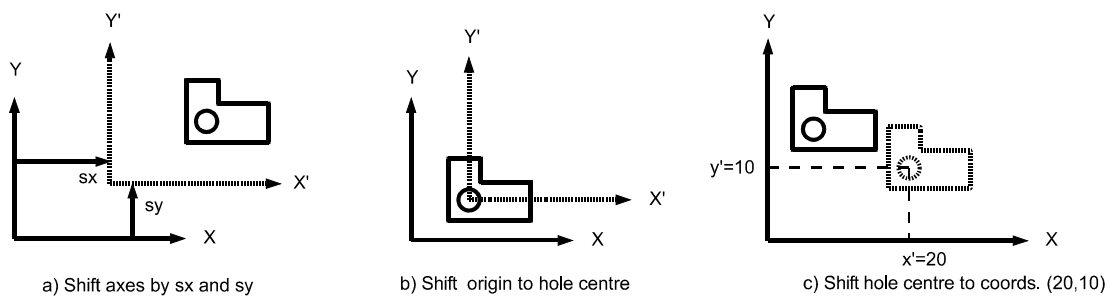 Y'
Y
sx
X'
sy
X
a) Shift axes by sx and sy
Y'
Y
X'
X
b) Shift origin to hole centre
Y
y'=10
X
x'=20
c) Shift hole centre to coords. (20,10)